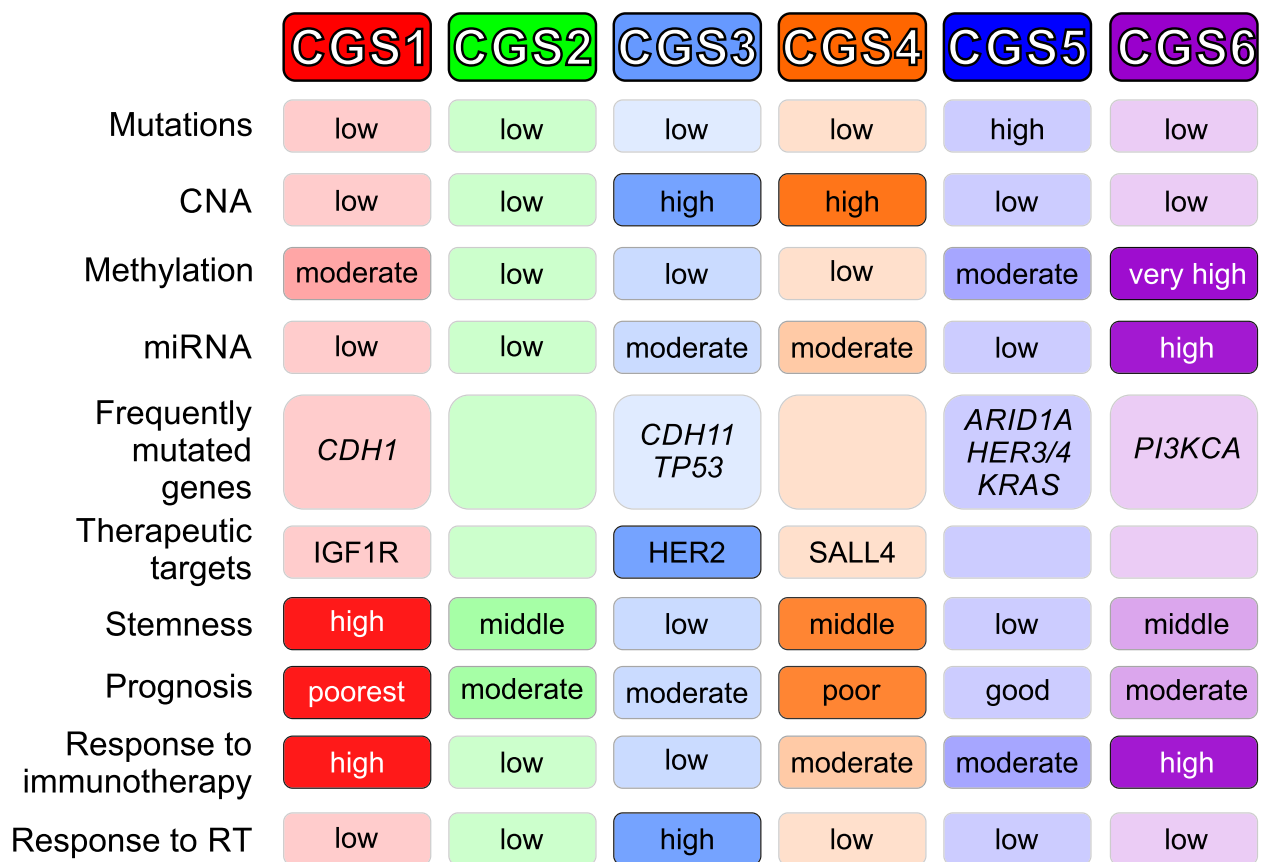 CGS1 CGS2 CGS3 CGS4 CGS5 CGS6
Mutations low low low low high low
CNA low low high high low low
Methylation moderate low low low moderate very high
miRNA low low moderate moderate low high
Frequently
mutated
genes
CDH1
CDH11
TP53
ARID1A
HER3/4
KRAS
PI3KCA
Therapeutic
targets
IGF1R HER2 SALL4
Stemness high middle low middle low middle
Prognosis poorest moderate moderate poor good moderate
Response to
immunotherapy
high low low moderate moderate high
Response to RT low low high low low low